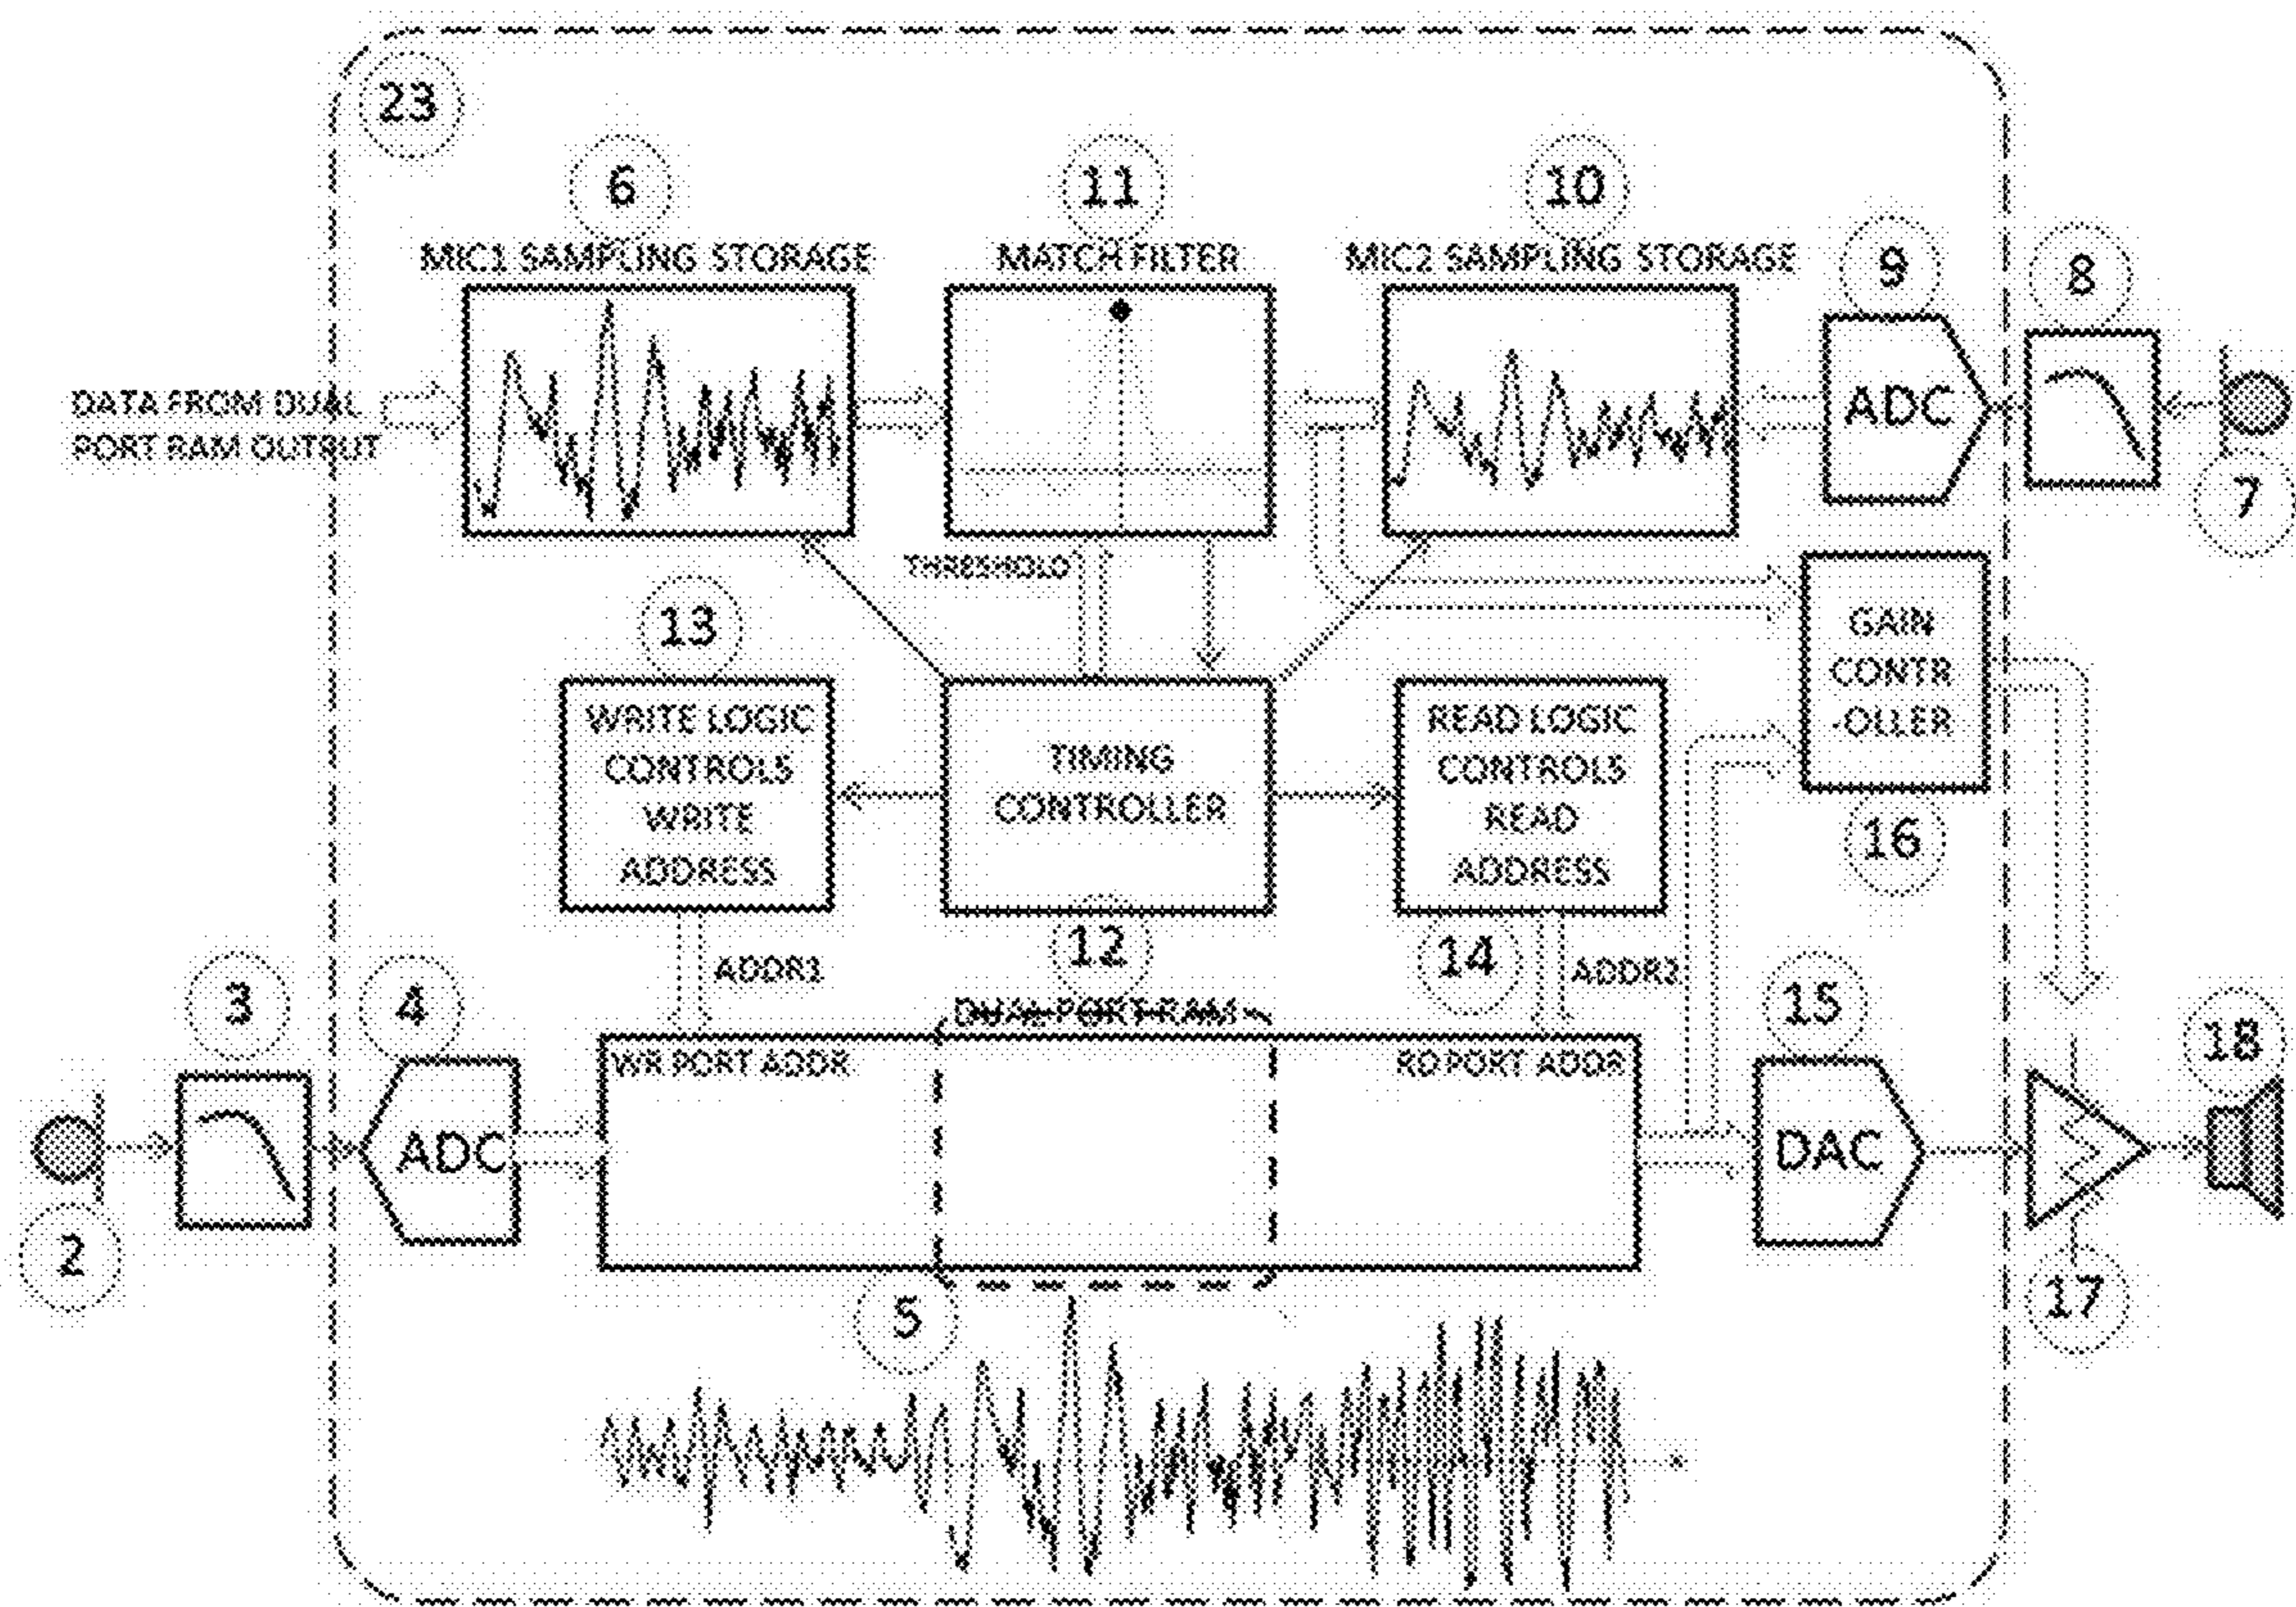 23
6
11
10
MIC1 SAMPLING STORAGE
MATCH FILTER
MIC2 SAMPLING STORAGE
9
8
DATA FROM DUAL
PORT RAM OUTPUT
ADC
7
THRESHOLD
13
GAIN
CONTR
-OLLER
16
WRITE LOGIC
CONTROLS
WRITE
ADDRESS
TIMING
CONTROLLER
READ LOGIC
CONTROLS
READ
ADDRESS
12
14
ADDR1
ADDR2
3
4
DUAL PORT RAM
15
18
WR PORT ADDR
RD PORT ADDR
ADC
DAC
2
5
17